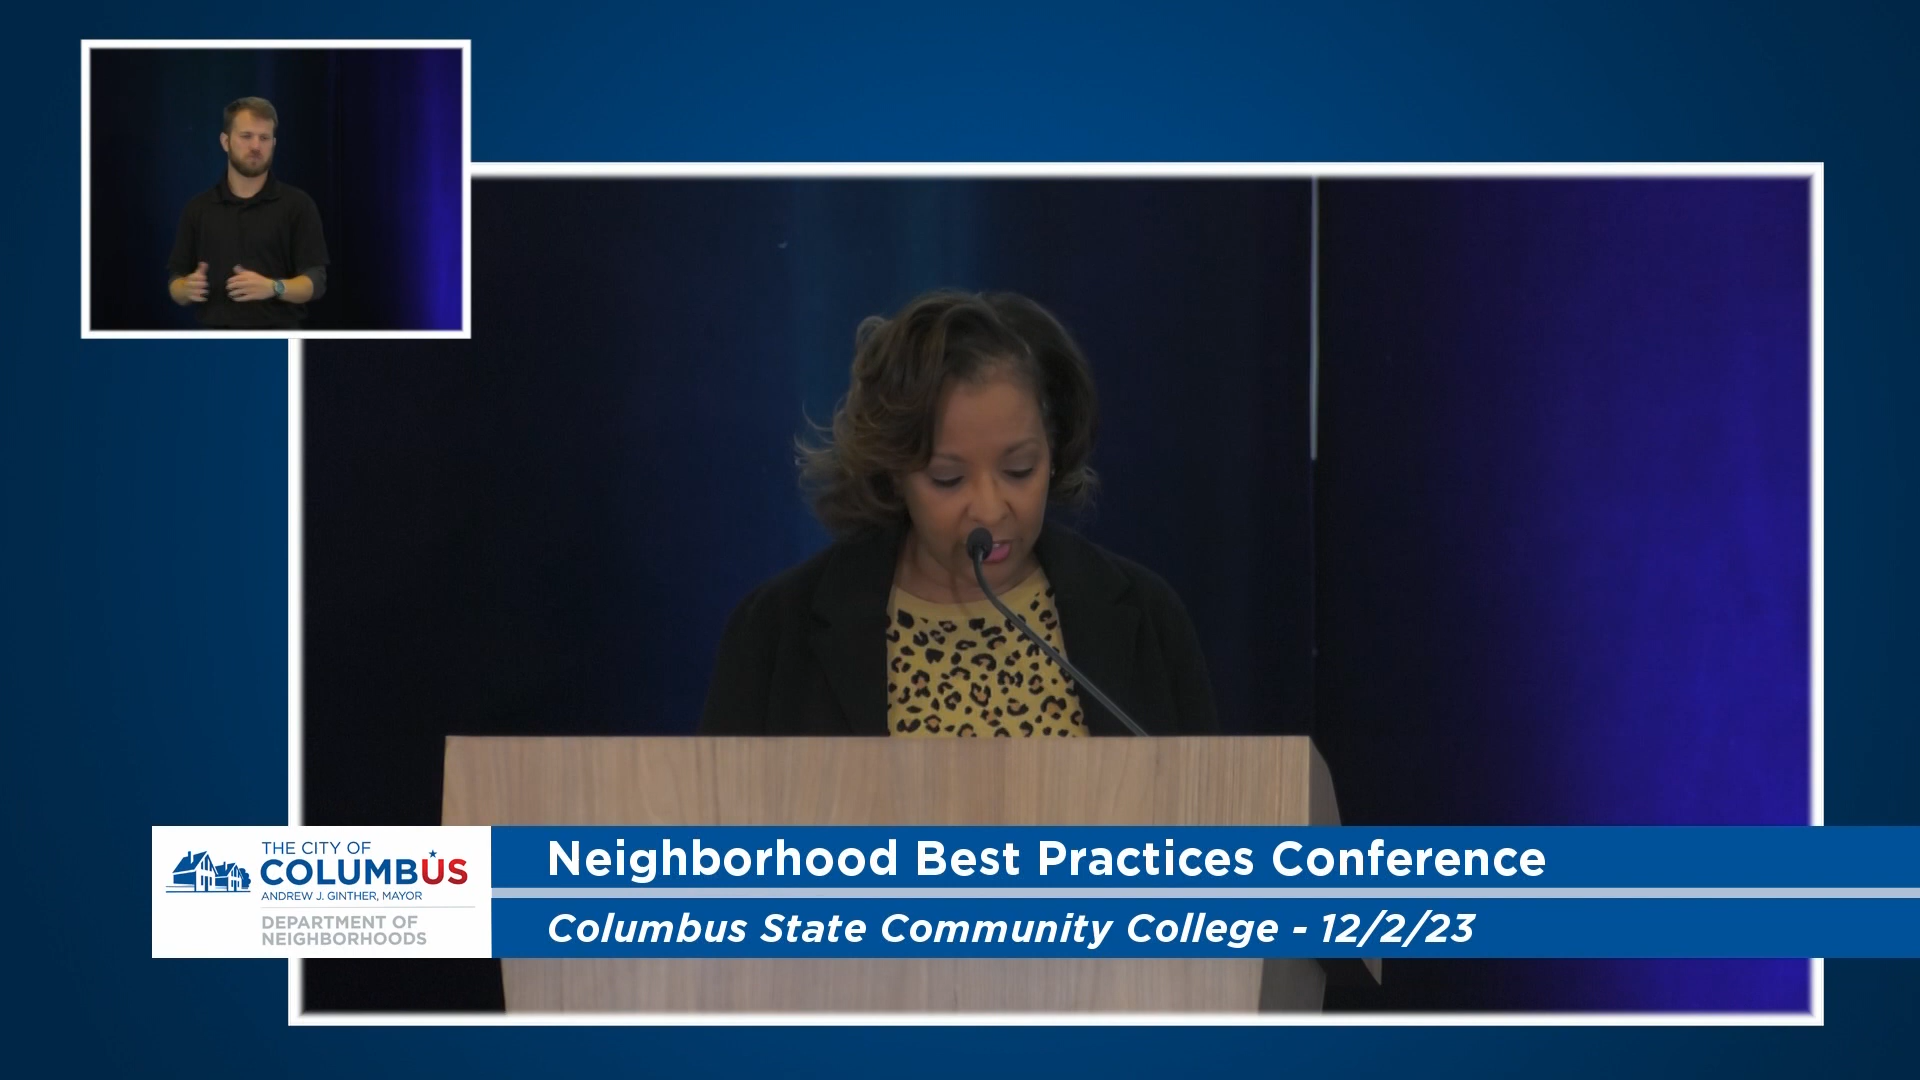 THE CITY OF
COLUMBUS
ANDREW J. GINTHER, MAYOR
DEPARTMENT OF
NEIGHBORHOODS
Neighborhood Best Practices Conference
Columbus State Community College - 12/2/23